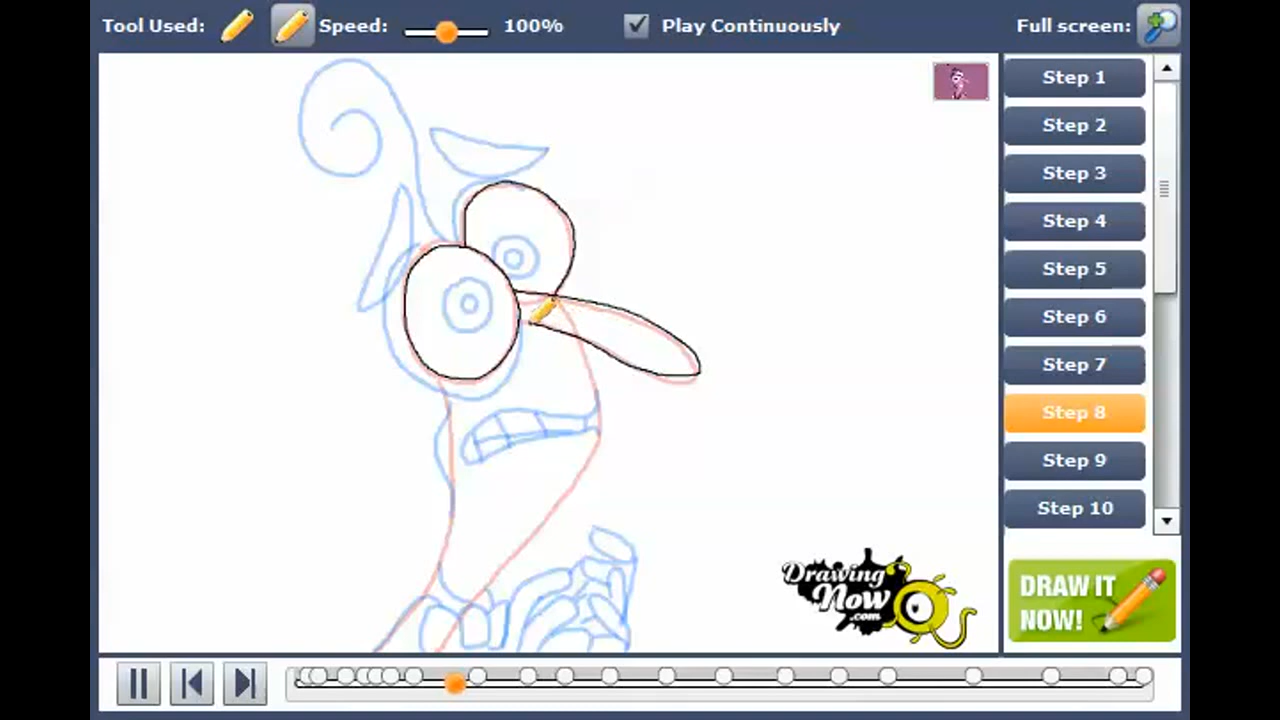 Tool Used: Speed: 100% Play Continuously Full screen:
Step 1
Step 2
Step 3
Step 4
Step 5
Step 6
Step 7
Step 8
Step 9
Step 10
Drawing
Now
.com
DRAW IT
NOW!